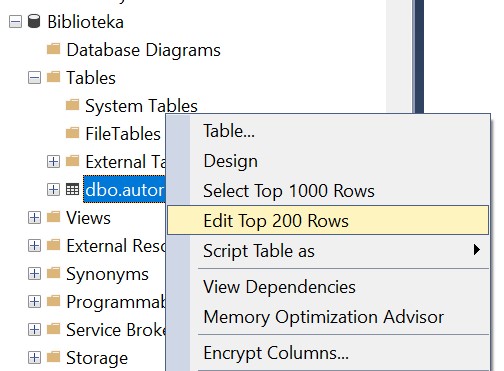 Biblioteka
Database Diagrams
Tables
System Tables
FileTables
External Ta
dbo.autor
Views
External Reso
Synonyms
Programmab
Service Broke
Storage
Table...
Design
Select Top 1000 Rows
Edit Top 200 Rows
Script Table as
View Dependencies
Memory Optimization Advisor
Encrypt Columns...